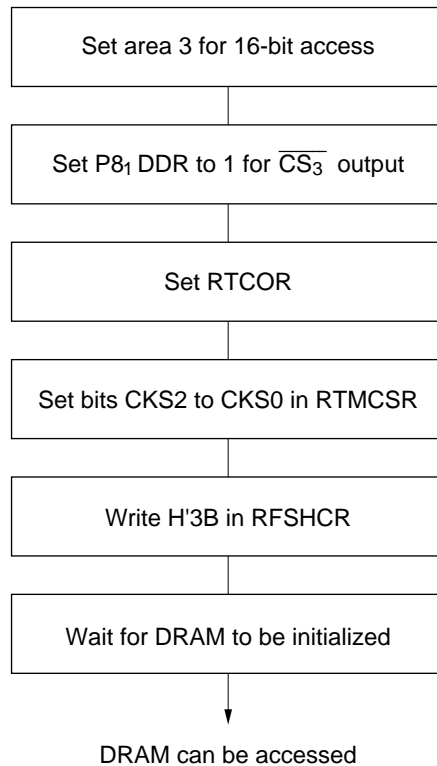 Set area 3 for 16-bit access
Set P8₁ DDR to 1 for C̅S̅₃ output
Set RTCOR
Set bits CKS2 to CKS0 in RTMCSR
Write H'3B in RFSHCR
Wait for DRAM to be initialized
DRAM can be accessed